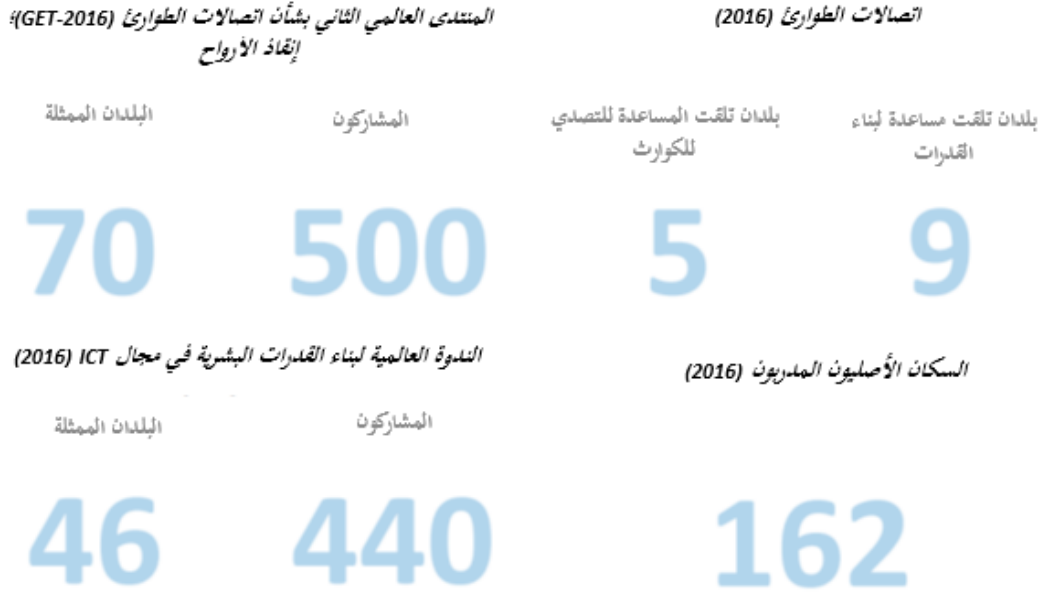 اتصالات الطوارئ (2016)
بلدان تلقت مساعدة لبناء
القدرات
9
بلدان تلقت المساعدة للتصدي
للكوارث
5
المنتدى العالمي الثاني بشأن اتصالات الطوارئ (GET-2016)؛
إنقاذ الأرواح
المشاركون
500
البلدان الممثلة
70
السكان الأصليون المدربون (2016)
162
الندوة العالمية لبناء القدرات البشرية في مجال ICT (2016)
المشاركون
440
البلدان الممثلة
46